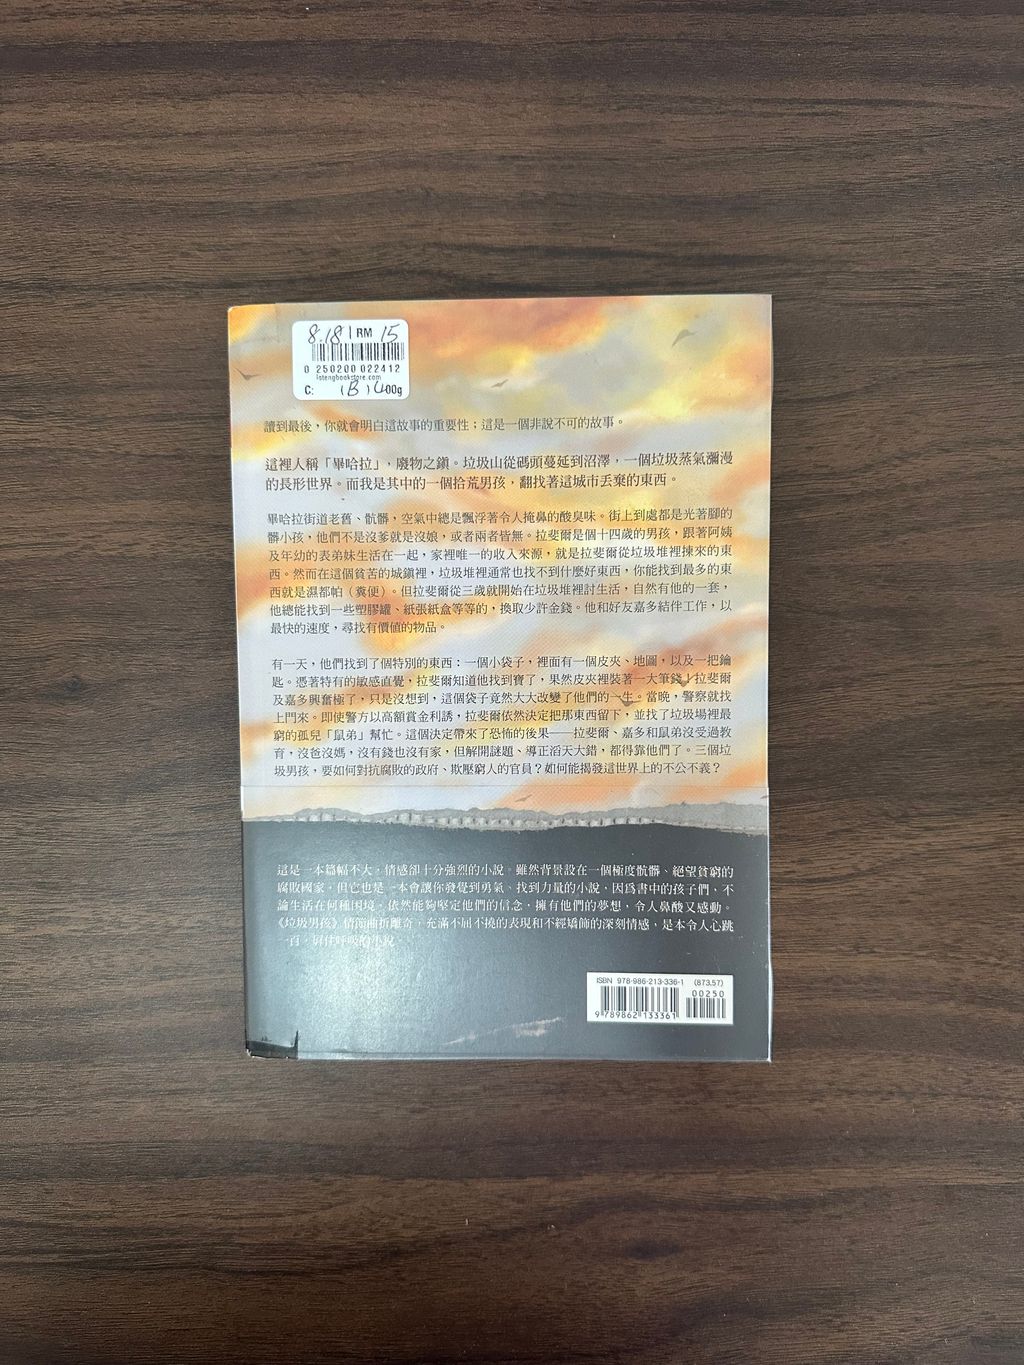 8.18 | RM 15
0 250200 022412
lotengbookstore.com
C: 00g
讀到最後，你就會明白這故事的重要性；這是一個非說不可的故事。
這裡人稱「畢哈拉」，廢物之鎮。垃圾山從碼頭蔓延到沼澤，一個垃圾蒸氣瀰漫
的長形世界。而我是其中的一個拾荒男孩，翻找著這城市丟棄的東西。
畢哈拉街道老舊、骯髒，空氣中總是飄浮著令人掩鼻的酸臭味。街上到處都是光著腳的
髒小孩，他們不是沒爹就是沒娘，或者兩者皆無。拉斐爾是個十四歲的男孩，跟著阿姨
及年幼的表弟妹生活在一起，家裡唯一的收入來源，就是拉斐爾從垃圾堆裡揀來的東
西。然而在這個貧苦的城鎮裡，垃圾堆裡通常也找不到什麼好東西，你能找到最多的東
西就是濕都帕（糞便）。但拉斐爾從三歲就開始在垃圾堆裡討生活，自然有他的一套，
他總能找到一些塑膠罐、紙張紙盒等等的，換取少許金錢。他和好友嘉多結伴工作，以
最快的速度，尋找有價值的物品。
有一天，他們找到了個特別的東西：一個小袋子，裡面有一個皮夾、地圖，以及一把鑰
匙。憑著特有的敏感直覺，拉斐爾知道他找到寶了，果然皮夾裡裝著一大筆錢！拉斐爾
及嘉多興奮極了，只是沒想到，這個袋子竟然大大改變了他們的一生。當晚，警察就找
上門來。即使警方以高額賞金利誘，拉斐爾依然決定把那東西留下，並找了垃圾場裡最
窮的孤兒「鼠弟」幫忙。這個決定帶來了恐怖的後果——拉斐爾、嘉多和鼠弟沒受過教
育，沒爸沒媽，沒有錢也沒有家，但解開謎題、導正滔天大錯，都得靠他們了。三個垃
圾男孩，要如何對抗腐敗的政府、欺壓窮人的官員？如何能揭發這世界上的不公不義？
這是一本篇幅不大，情感卻十分強烈的小說。雖然背景設在一個極度骯髒、絕望貧窮的
腐敗國家，但它也是一本會讓你發覺到勇氣、找到力量的小說，因為書中的孩子們，不
論生活在何種困境，依然能夠堅定他們的信念，擁有他們的夢想，令人鼻酸又感動。
《垃圾男孩》情節曲折離奇，充滿不屈不撓的表現和不經矯飾的深刻情感，是本令人心跳
一百，屏住呼吸的小說
ISBN 978-986-213-336-1 (873.57)
00250
9 789862 133361